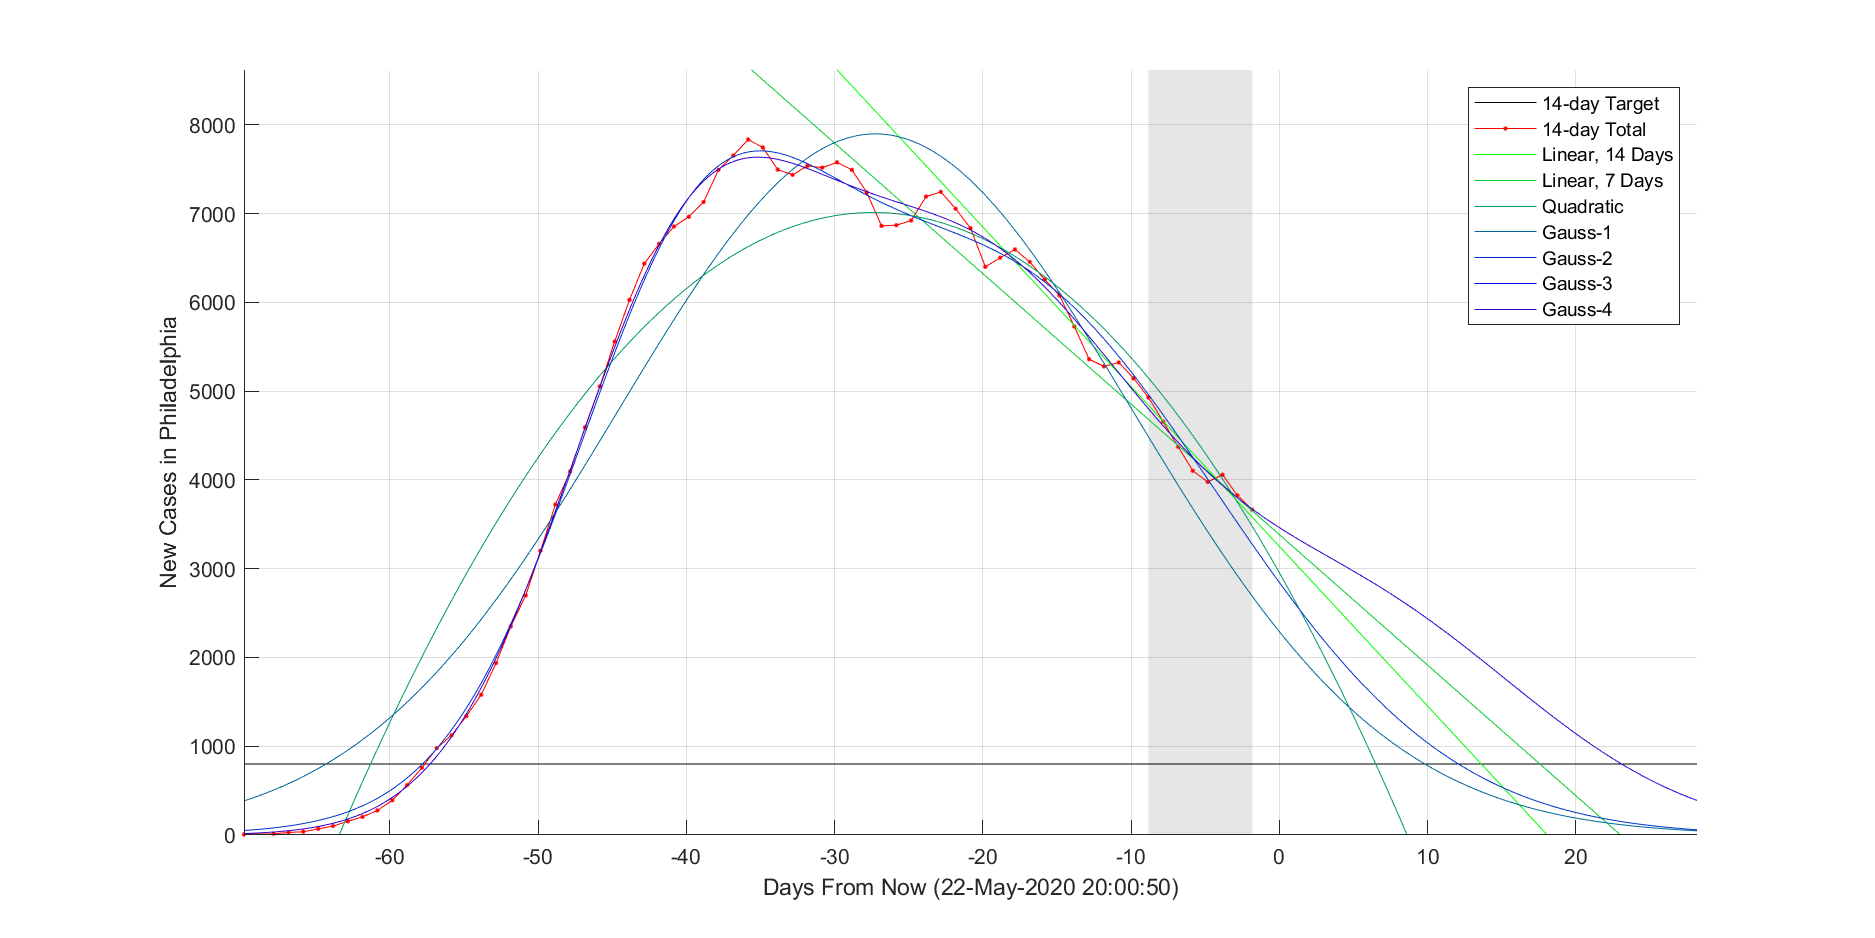 8000
7000
6000
5000
4000
3000
2000
1000
0
New Cases in Philadelphia
-60 -50 -40 -30 -20 -10 0 10 20
Days From Now (22-May-2020 20:00:50)
14-day Target
14-day Total
Linear, 14 Days
Linear, 7 Days
Quadratic
Gauss-1
Gauss-2
Gauss-3
Gauss-4